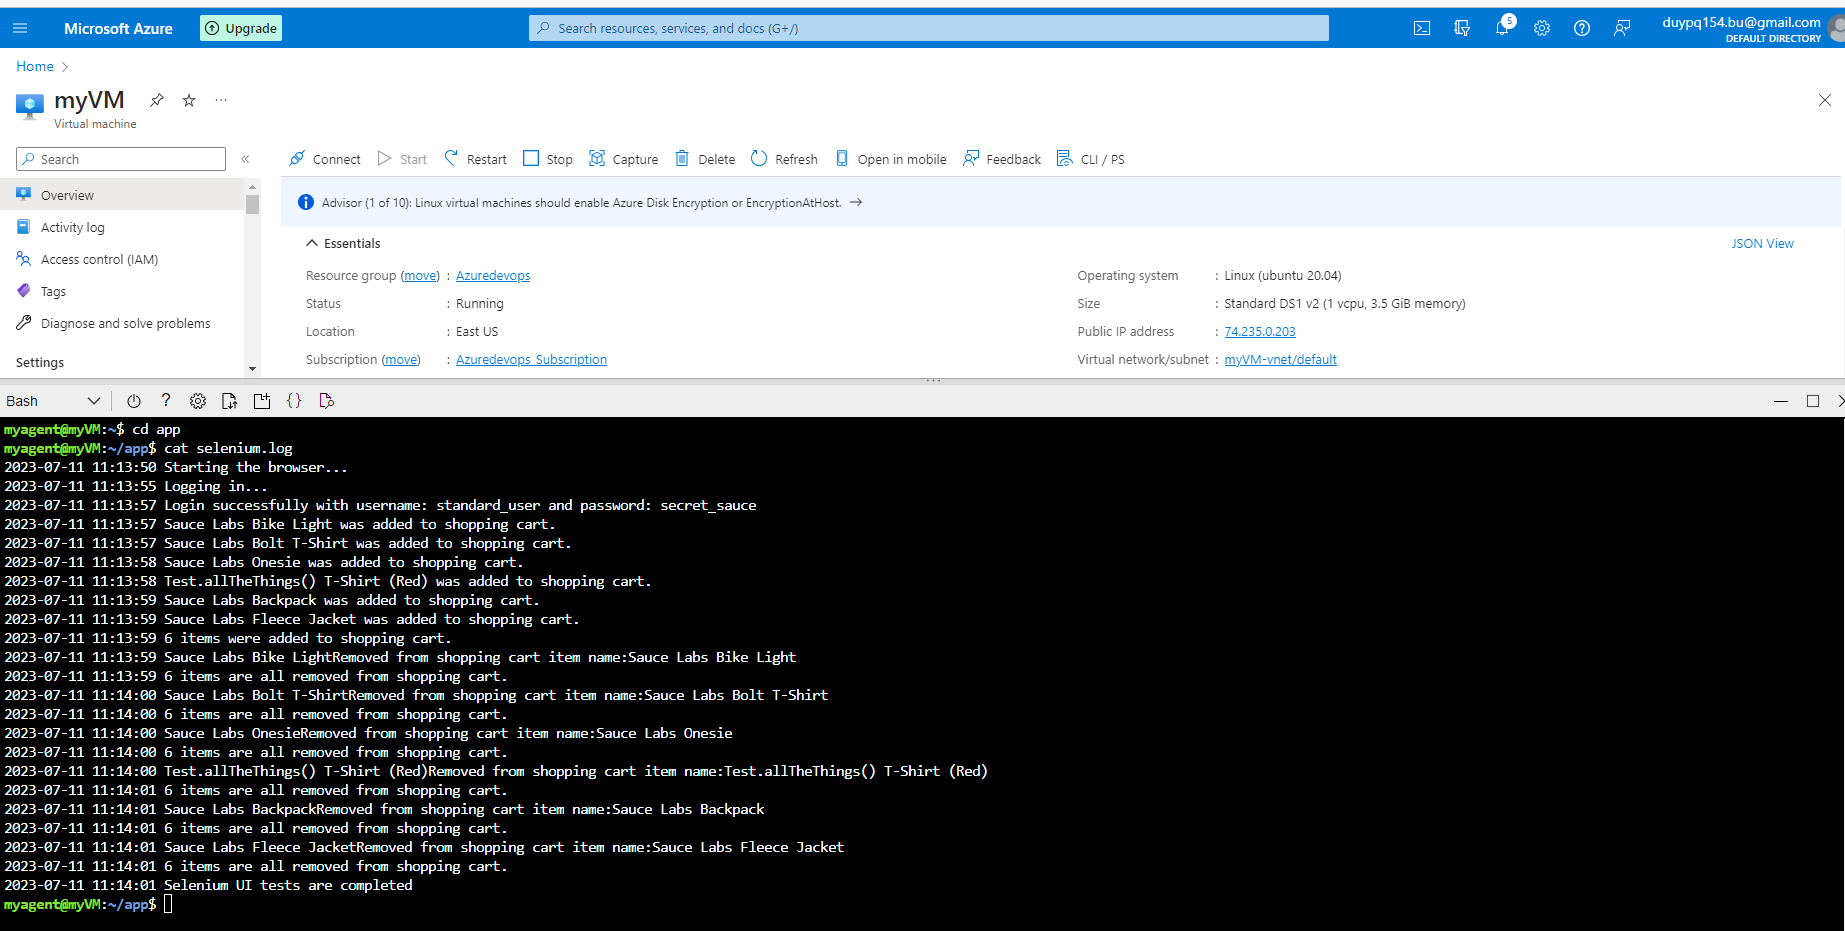 Microsoft Azure
Upgrade
Search resources, services, and docs (G+/)
5
duypq154.bu@gmail.com
DEFAULT DIRECTORY
Home
myVM
Virtual machine
Search
Connect
Start
Restart
Stop
Capture
Delete
Refresh
Open in mobile
Feedback
CLI / PS
Overview
Activity log
Access control (IAM)
Tags
Diagnose and solve problems
Settings
Advisor (1 of 10): Linux virtual machines should enable Azure Disk Encryption or EncryptionAtHost.
Essentials
JSON View
Resource group (move) : Azuredevops
Status : Running
Location : East US
Subscription (move) : Azuredevops_Subscription
Operating system : Linux (ubuntu 20.04)
Size : Standard DS1 v2 (1 vcpu, 3.5 GiB memory)
Public IP address : 74.235.0.203
Virtual network/subnet : myVM-vnet/default
Bash
myagent@myVM:~$ cd app
myagent@myVM:~/app$ cat selenium.log
2023-07-11 11:13:50 Starting the browser...
2023-07-11 11:13:55 Logging in...
2023-07-11 11:13:57 Login successfully with username: standard_user and password: secret_sauce
2023-07-11 11:13:57 Sauce Labs Bike Light was added to shopping cart.
2023-07-11 11:13:57 Sauce Labs Bolt T-Shirt was added to shopping cart.
2023-07-11 11:13:58 Sauce Labs Onesie was added to shopping cart.
2023-07-11 11:13:58 Test.allTheThings() T-Shirt (Red) was added to shopping cart.
2023-07-11 11:13:59 Sauce Labs Backpack was added to shopping cart.
2023-07-11 11:13:59 Sauce Labs Fleece Jacket was added to shopping cart.
2023-07-11 11:13:59 6 items were added to shopping cart.
2023-07-11 11:13:59 Sauce Labs Bike LightRemoved from shopping cart item name:Sauce Labs Bike Light
2023-07-11 11:13:59 6 items are all removed from shopping cart.
2023-07-11 11:14:00 Sauce Labs Bolt T-ShirtRemoved from shopping cart item name:Sauce Labs Bolt T-Shirt
2023-07-11 11:14:00 6 items are all removed from shopping cart.
2023-07-11 11:14:00 Sauce Labs OnesieRemoved from shopping cart item name:Sauce Labs Onesie
2023-07-11 11:14:00 6 items are all removed from shopping cart.
2023-07-11 11:14:00 Test.allTheThings() T-Shirt (Red)Removed from shopping cart item name:Test.allTheThings() T-Shirt (Red)
2023-07-11 11:14:01 6 items are all removed from shopping cart.
2023-07-11 11:14:01 Sauce Labs BackpackRemoved from shopping cart item name:Sauce Labs Backpack
2023-07-11 11:14:01 6 items are all removed from shopping cart.
2023-07-11 11:14:01 Sauce Labs Fleece JacketRemoved from shopping cart item name:Sauce Labs Fleece Jacket
2023-07-11 11:14:01 6 items are all removed from shopping cart.
2023-07-11 11:14:01 Selenium UI tests are completed
myagent@myVM:~/app$